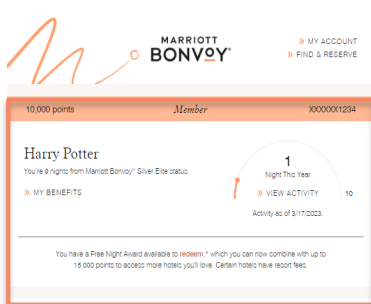 MARRIOTT
BONVOY®
» MY ACCOUNT
» FIND & RESERVE
10,000 points
Member
XXXXXX1234
Harry Potter
You're 9 nights from Marriott Bonvoy® Silver Elite status.
» MY BENEFITS
1
Night This Year
» VIEW ACTIVITY
10
Activity as of 3/17/2023.
You have a Free Night Award available to redeem,* which you can now combine with up to
15,000 points to access more hotels you'll love. Certain hotels have resort fees.